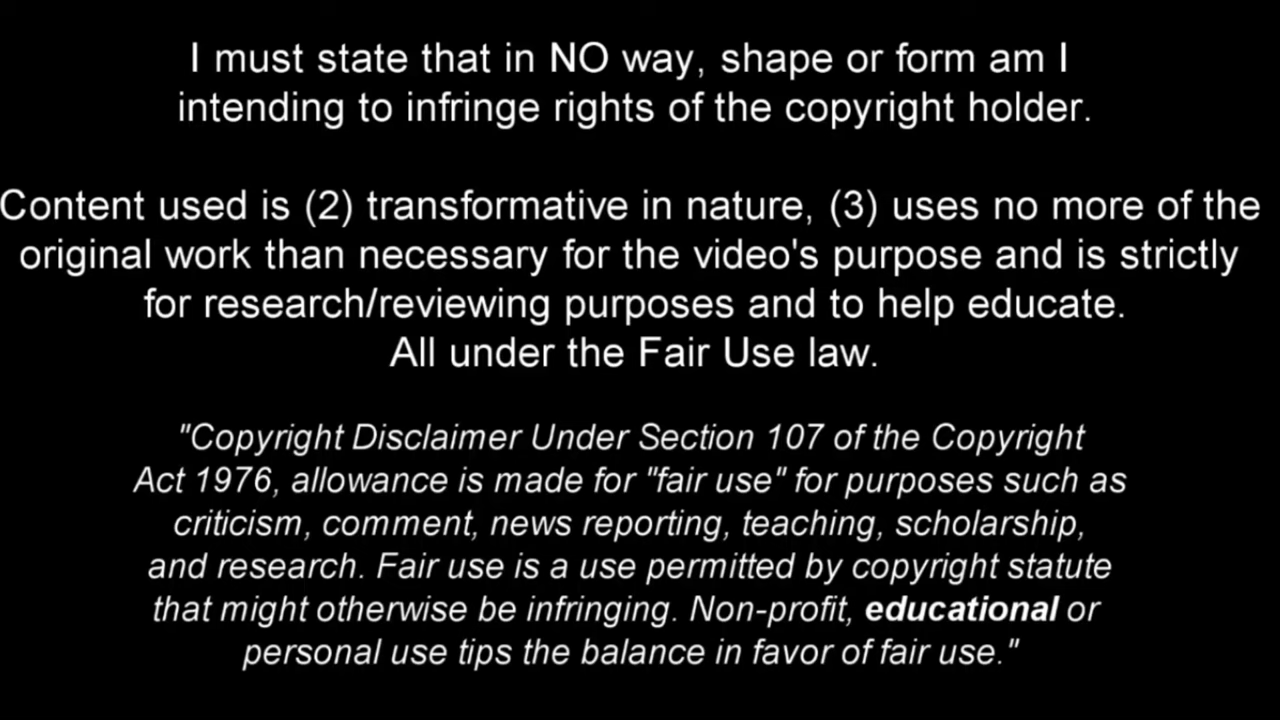 I must state that in NO way, shape or form am I
intending to infringe rights of the copyright holder.
Content used is (2) transformative in nature, (3) uses no more of the
original work than necessary for the video's purpose and is strictly
for research/reviewing purposes and to help educate.
All under the Fair Use law.
"Copyright Disclaimer Under Section 107 of the Copyright
Act 1976, allowance is made for "fair use" for purposes such as
criticism, comment, news reporting, teaching, scholarship,
and research. Fair use is a use permitted by copyright statute
that might otherwise be infringing. Non-profit, educational or
personal use tips the balance in favor of fair use."